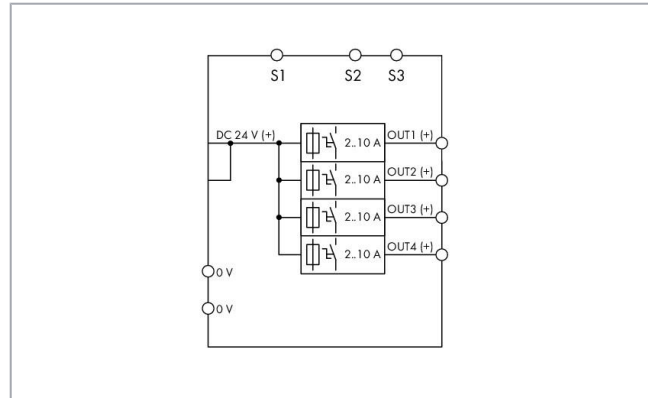 S1 S2 S3
DC 24 V (+) 2..10 A OUT1 (+)
2..10 A OUT2 (+)
2..10 A OUT3 (+)
2..10 A OUT4 (+)
0 V
0 V